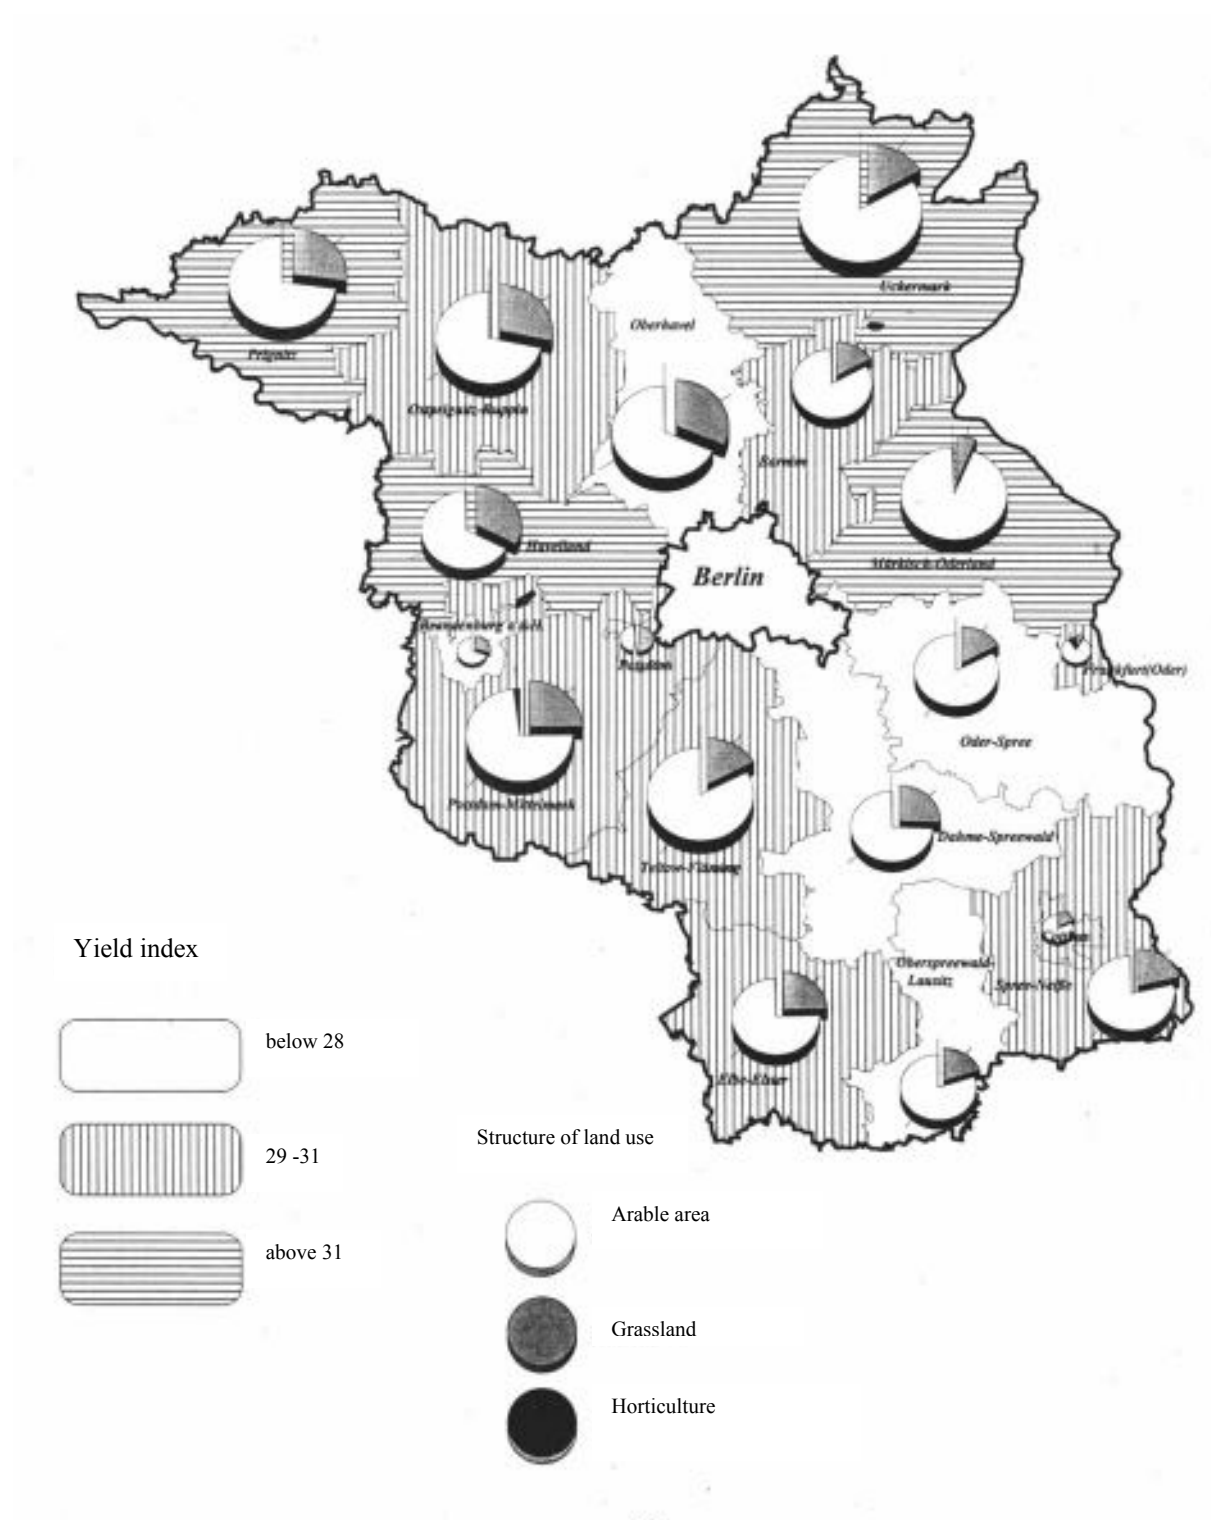 Uckermark
Oberhavel
Prignitz
Ostprignitz-Ruppin
Barnim
Havelland
Märkisch-Oderland
Berlin
Brandenburg a.d.H.
Potsdam
Frankfurt(Oder)
Oder-Spree
Potsdam-Mittelmark
Dahme-Spreewald
Teltow-Fläming
Cottbus
Oberspreewald-
Lausnitz
Spree-Neiße
Elbe-Elster
Yield index
below 28
29 -31
above 31
Structure of land use
Arable area
Grassland
Horticulture